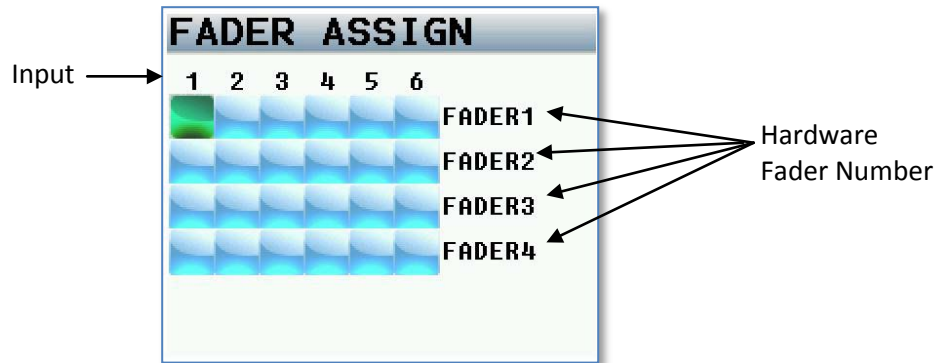 FADER ASSIGN
Input
1 2 3 4 5 6
FADER1
FADER2
FADER3
FADER4
Hardware
Fader Number